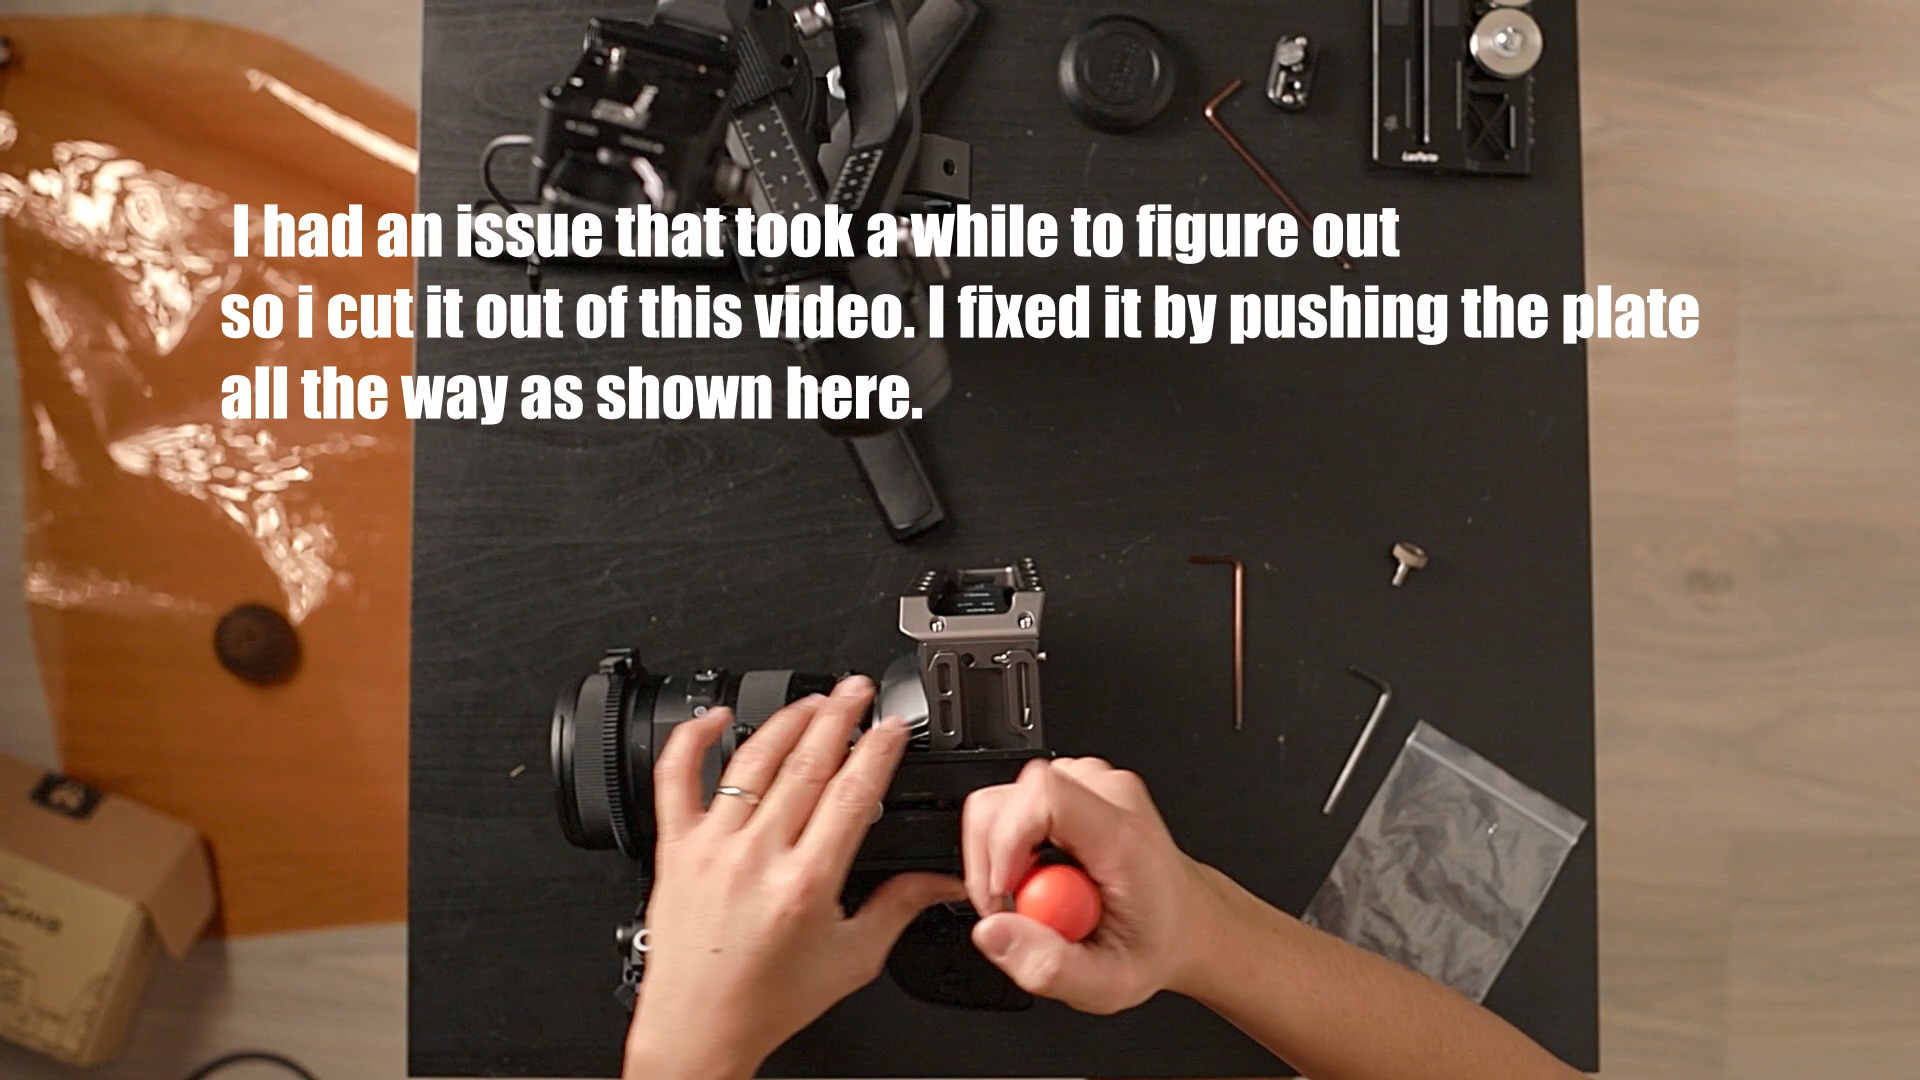 I had an issue that took a while to figure out
so i cut it out of this video. I fixed it by pushing the plate
all the way as shown here.